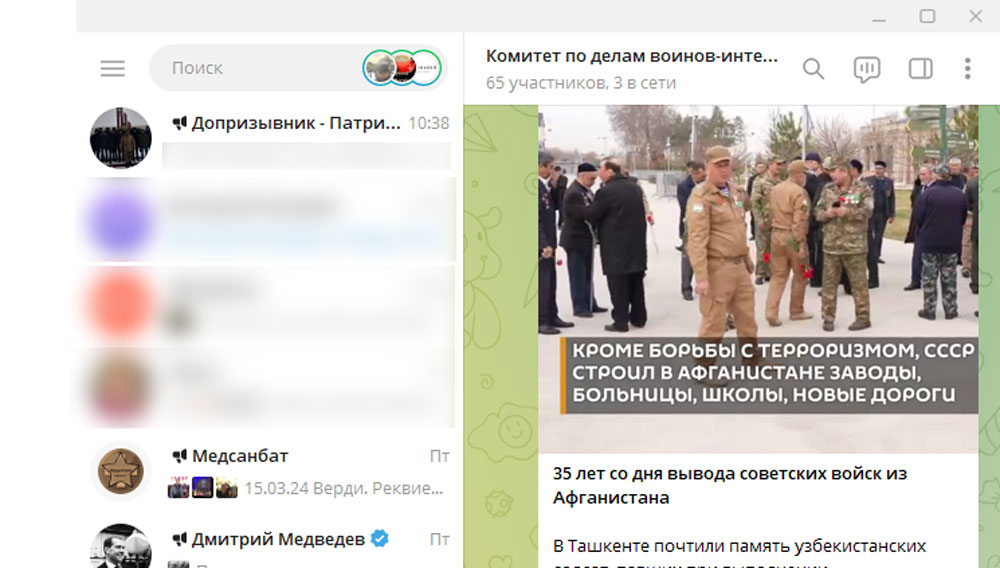 Поиск
Допризывник - Патри... 10:38
Медсанбат Пт
15.03.24 Верди. Реквие...
Дмитрий Медведев Пт
Комитет по делам воинов-инте...
65 участников, 3 в сети
КРОМЕ БОРЬБЫ С ТЕРРОРИЗМОМ, СССР
СТРОИЛ В АФГАНИСТАНЕ ЗАВОДЫ,
БОЛЬНИЦЫ, ШКОЛЫ, НОВЫЕ ДОРОГИ
35 лет со дня вывода советских войск из
Афганистана
В Ташкенте почтили память узбекистанских